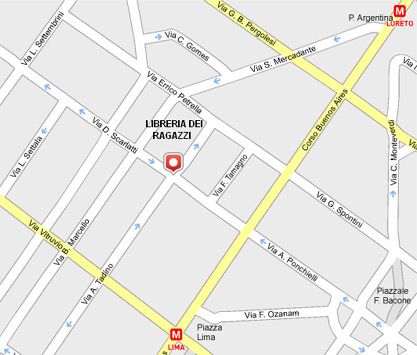 Via G. B. Pergolesi
P. Argentina
M
LORETO
Via L. Settembrini
Via C. Gomes
Via S. Mercadante
Via Errico Petrella
Corso Buenos Aires
LIBRERIA DEI
RAGAZZI
Via D. Scarlatti
Via L. Settala
Via C. Monteverdi
Via F. Tamagno
Via G. Spontini
Via Vitruvio
Via B. Marcello
Via A. Tadino
Via A. Ponchielli
Piazzale
F. Bacone
Via F. Ozanam
Piazza
Lima
M
LIMA